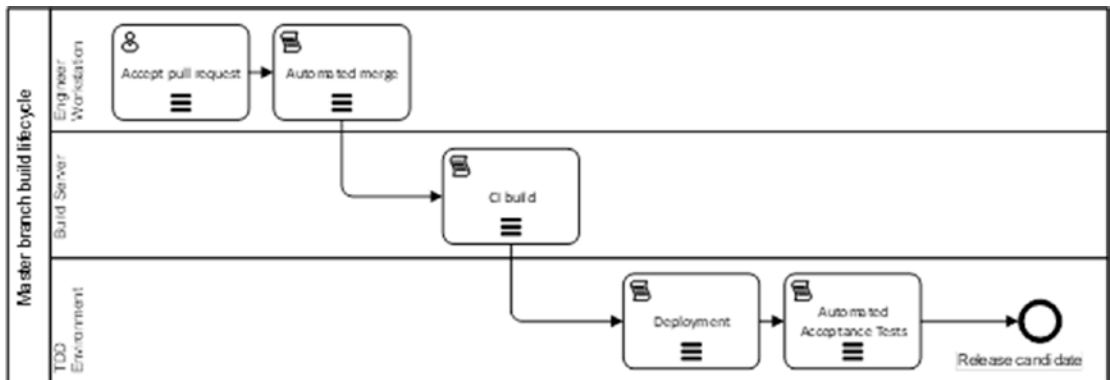 Master branch build lifecycle
Engineer
Workstation
Accept pull request
Automated merge
Build Server
CI build
TDD
Environment
Deployment
Automated
Acceptance Tests
Release candidate